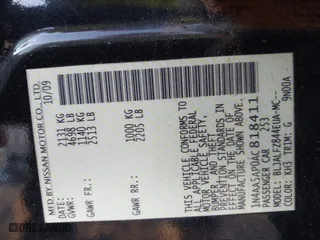 MFD BY NISSAN MOTOR CO., LTD.
10/09
GVWR: 2131 KG
4698 LB
GAWR FR: 1140 KG
2513 LB
GAWR RR: 1000 KG
2205 LB
THIS VEHICLE CONFORMS TO ALL
APPLICABLE FEDERAL
MOTOR VEHICLE SAFETY,
BUMPER, AND THEFT PREVENTION
STANDARDS IN EFFECT ON THE DATE
OF MANUFACTURE SHOWN ABOVE.
818411
PASSENGER CAR 2513
MODEL: BLJALFZ844EUA-MC--
COLOR: KH3 TRIM: G 9N00A